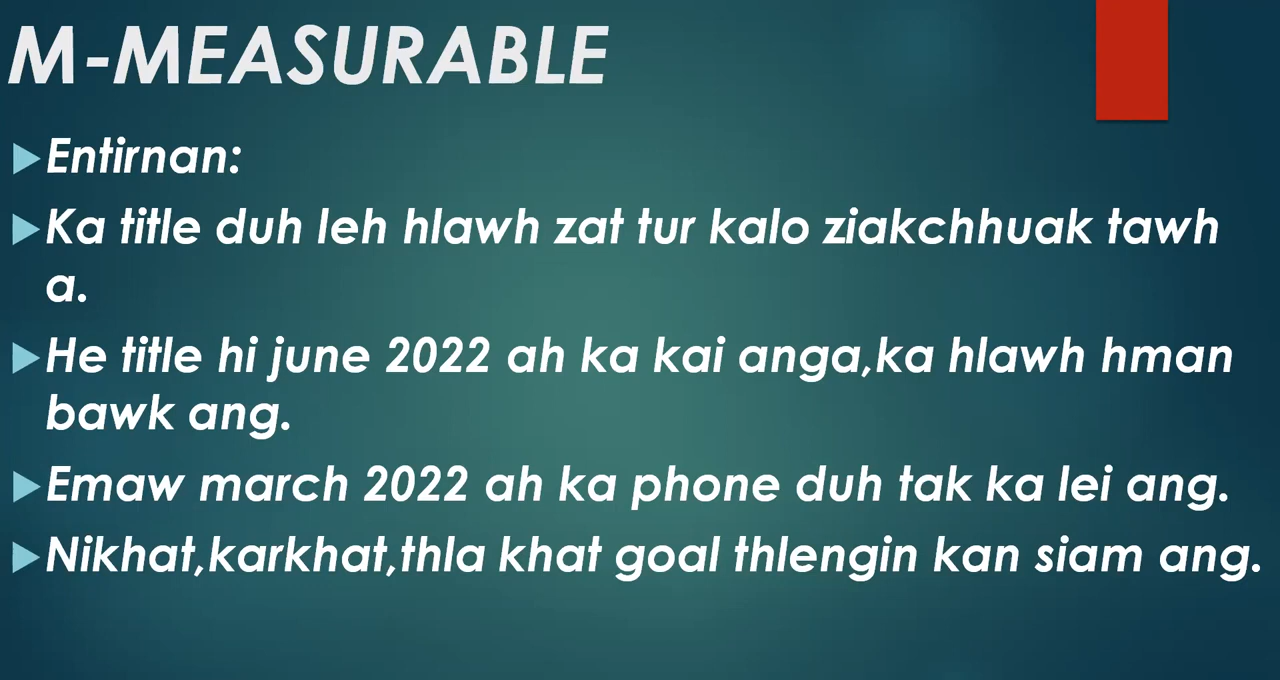 M-MEASURABLE
Entirnan:
Ka title duh leh hlawh zat tur kalo ziakchhuak tawh
a.
He title hi june 2022 ah ka kai anga,ka hlawh hman
bawk ang.
Emaw march 2022 ah ka phone duh tak ka lei ang.
Nikhat,karkhat,thla khat goal thlengin kan siam ang.